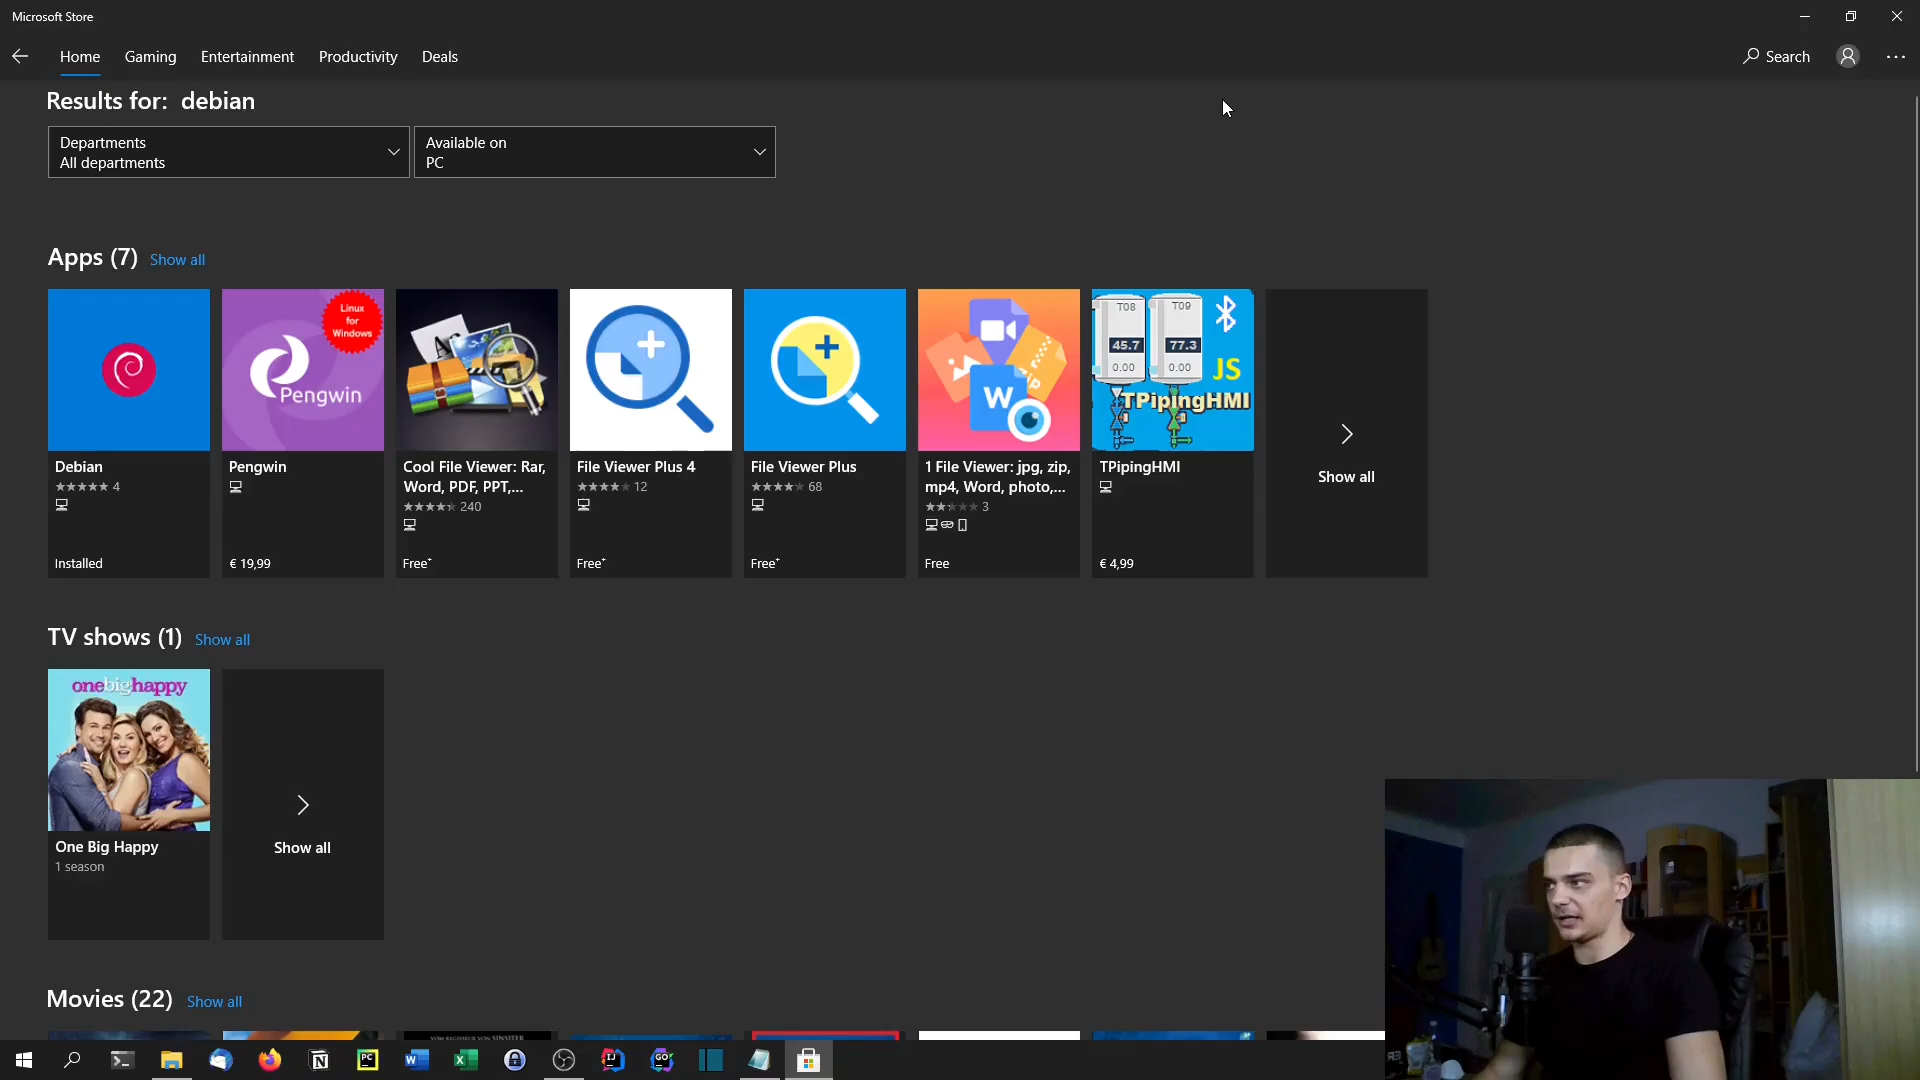 Microsoft Store
Home Gaming Entertainment Productivity Deals
Search
Results for: debian
Departments
All departments
Available on
PC
Apps (7) Show all
Linux
for
Windows
Pengwin
W
zip
T08 T09
45.7 77.3
0.00 0.00
JS
TPipingHMI
Debian
4
Installed
Pengwin
€ 19,99
Cool File Viewer: Rar,
Word, PDF, PPT,...
240
Free+
File Viewer Plus 4
12
Free+
File Viewer Plus
68
Free+
1 File Viewer: jpg, zip,
mp4, Word, photo,...
3
Free
TPipingHMI
€ 4,99
Show all
TV shows (1) Show all
onebighappy
One Big Happy
1 season
Show all
Movies (22) Show all
N
PC
W
X
IJ
GO